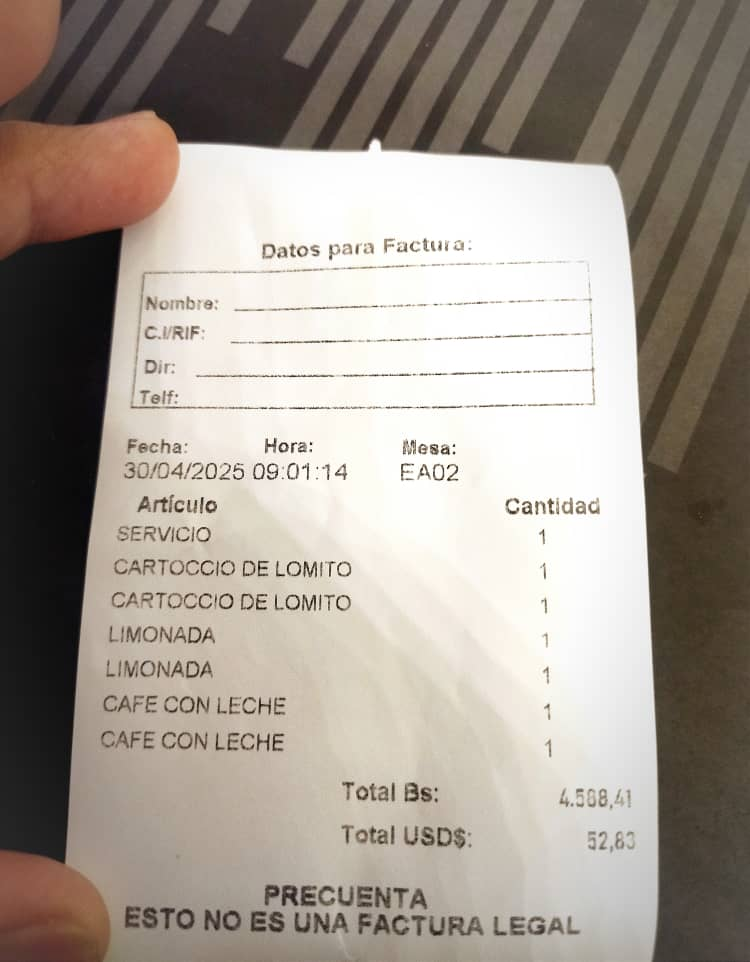 Datos para Factura:
Nombre:
C.I/RIF:
Dir:
Telf:
Fecha: Hora: Mesa:
30/04/2025 09:01:14 EA02
Artículo Cantidad
SERVICIO 1
CARTOCCIO DE LOMITO 1
CARTOCCIO DE LOMITO 1
LIMONADA 1
LIMONADA 1
CAFE CON LECHE 1
CAFE CON LECHE 1
Total Bs: 4.568,41
Total USD$: 52,83
PRECUENTA
ESTO NO ES UNA FACTURA LEGAL